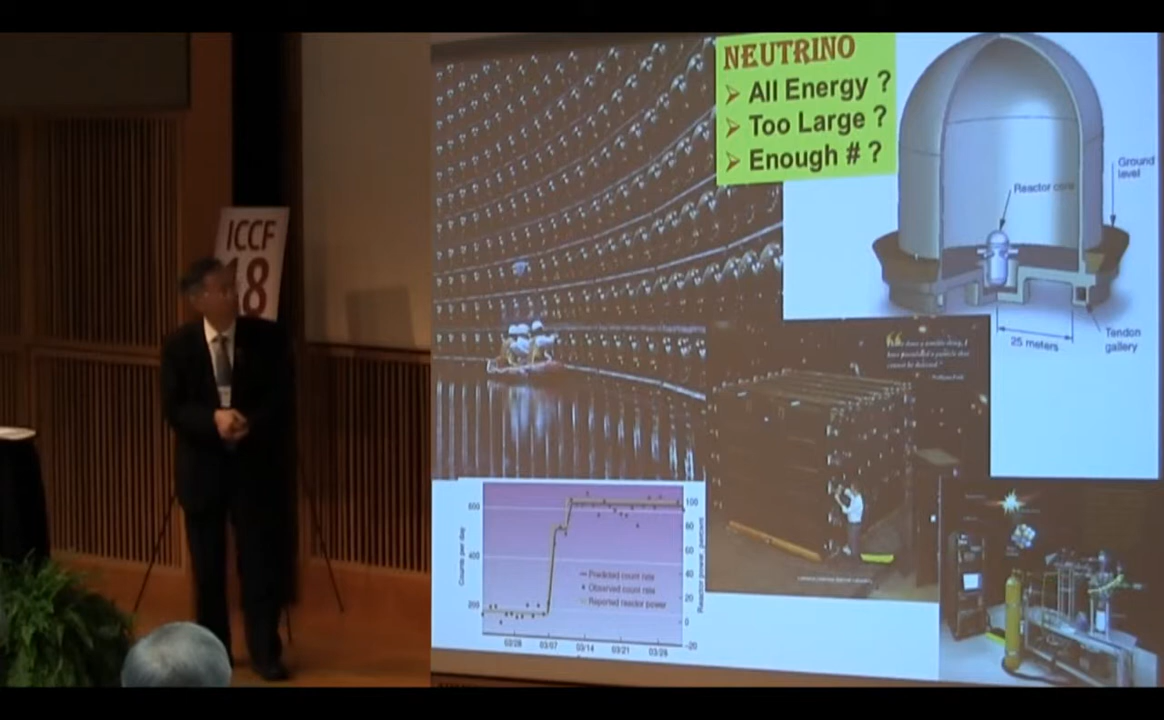 ICCF
18
NEUTRINO
All Energy ?
Too Large ?
Enough # ?
Reactor core
Ground
level
25 meters
Tendon
gallery
Counts per day
600
400
200
100
80
60
40
20
0
-20
Predicted count rate
Observed count rate
Reported reactor power
03/28
03/07
03/14
03/21
03/28